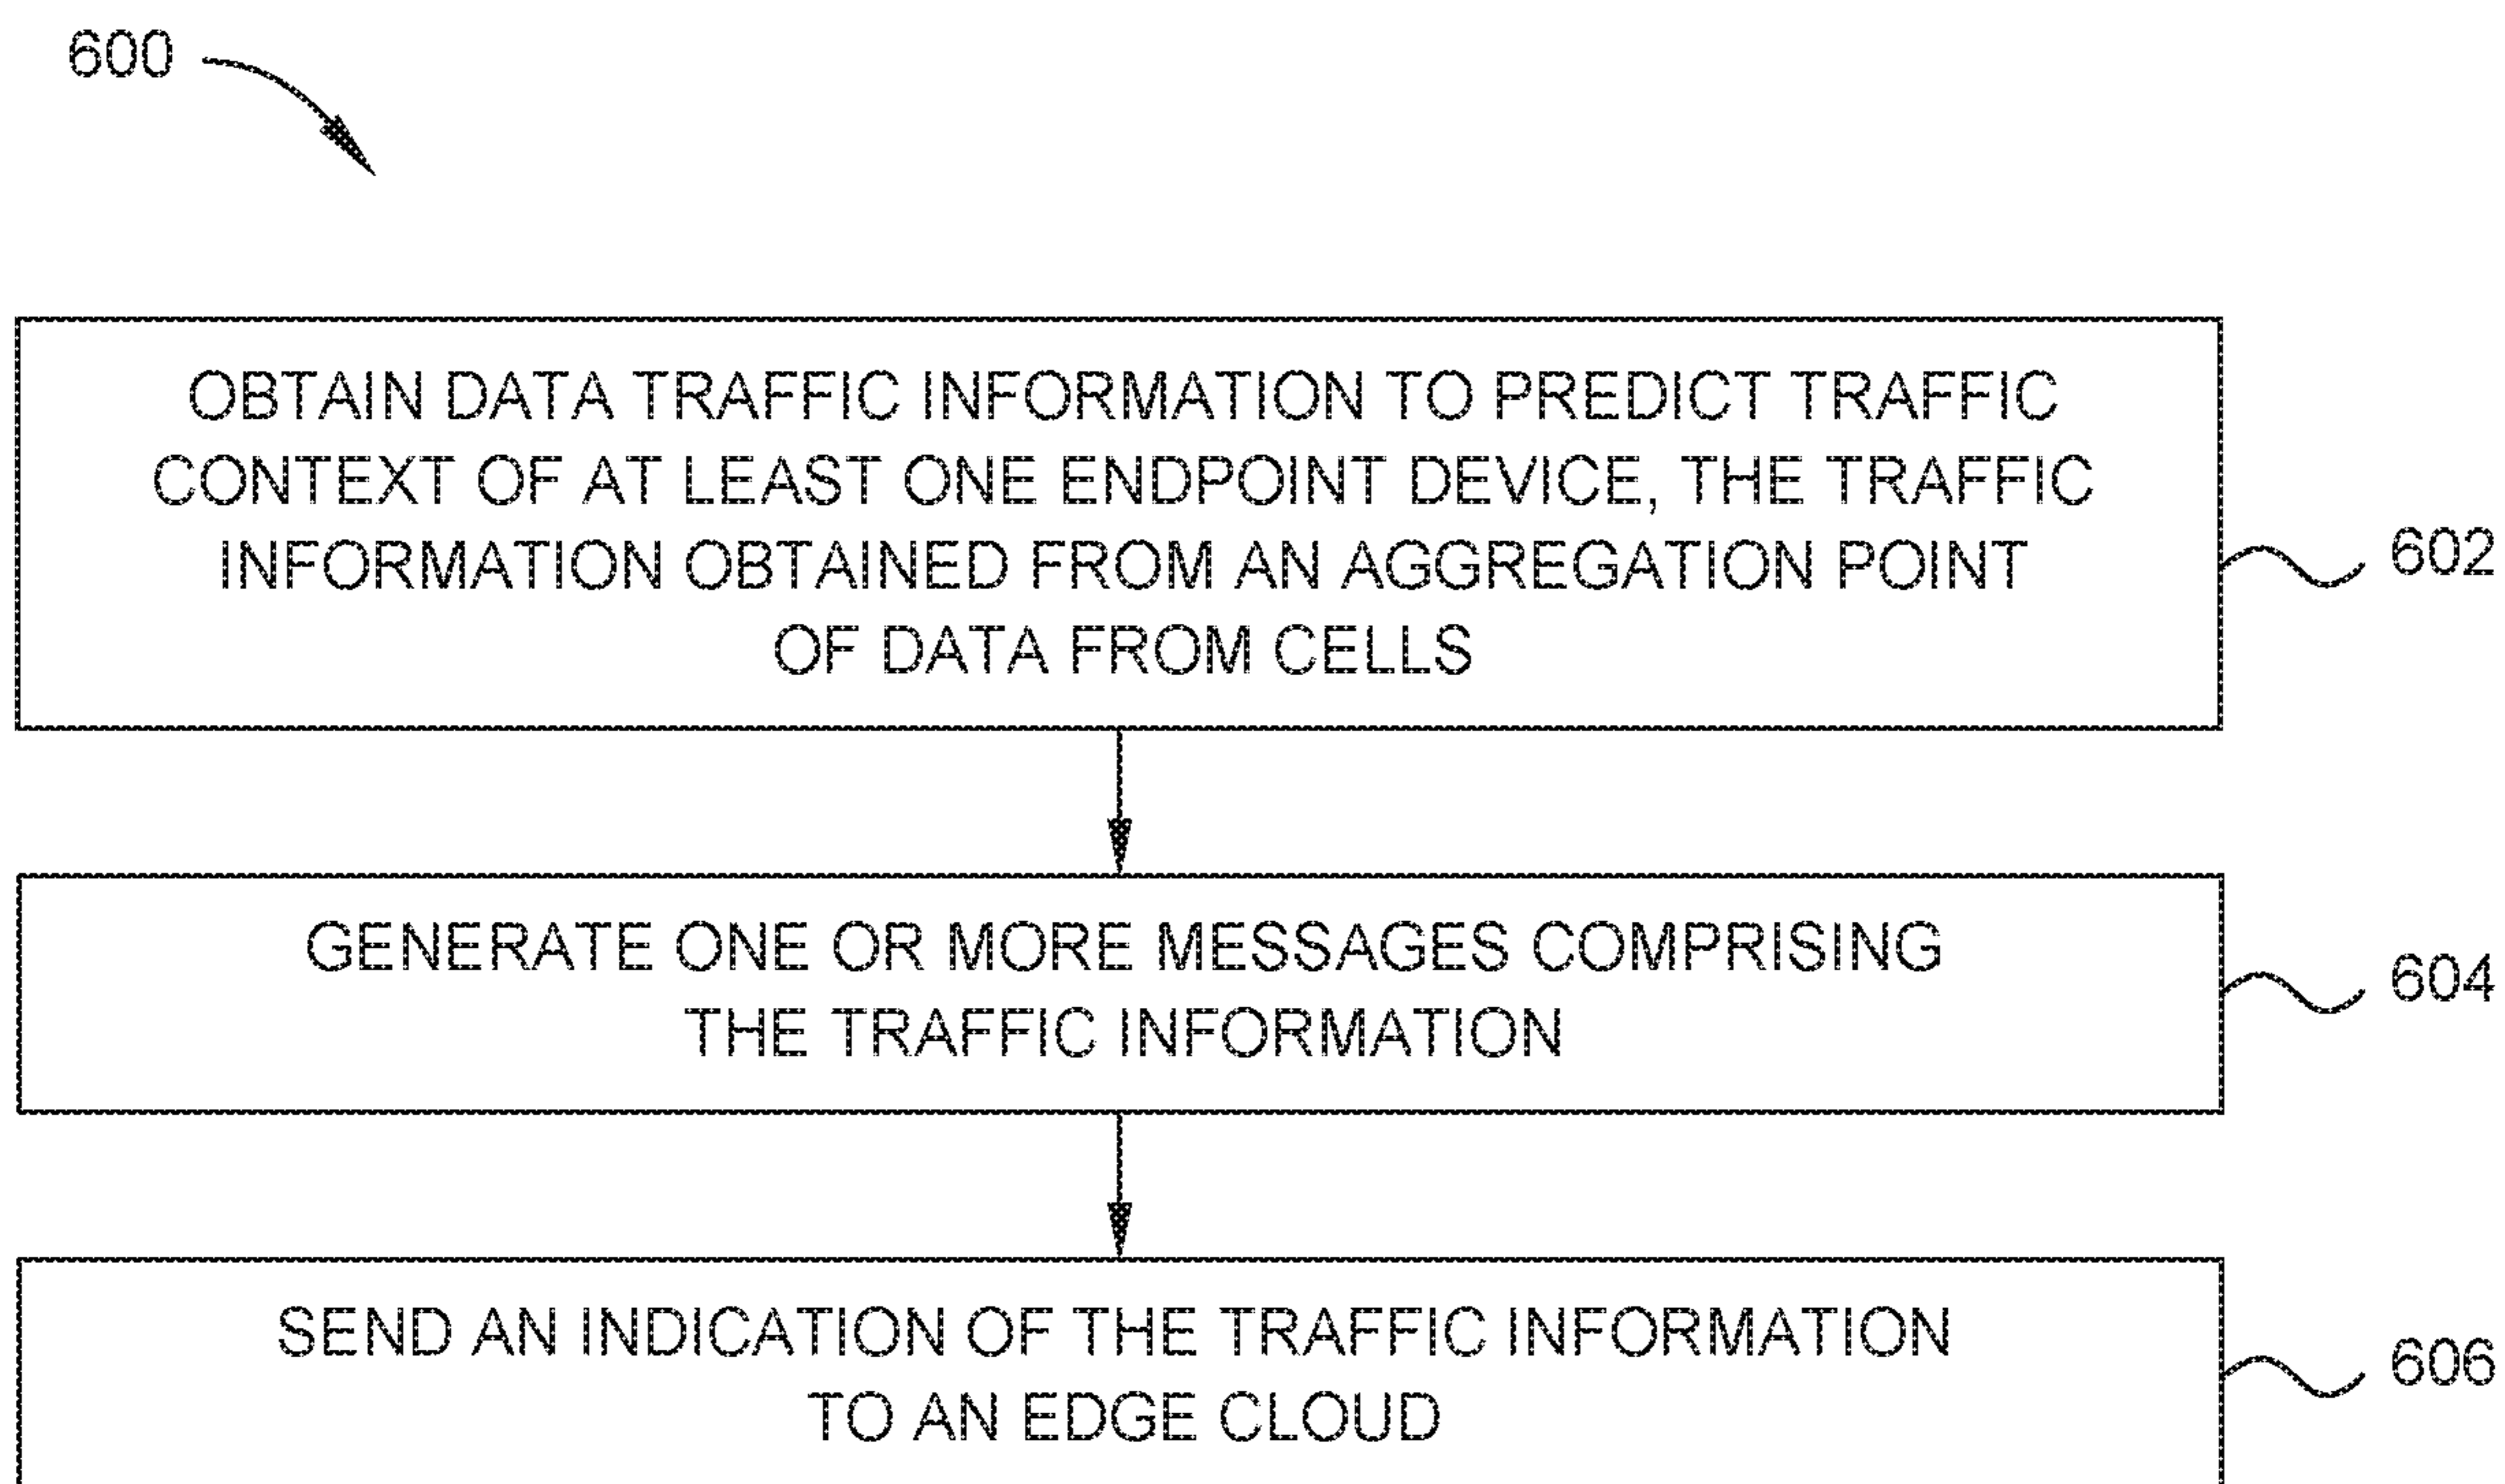 600
OBTAIN DATA TRAFFIC INFORMATION TO PREDICT TRAFFIC
CONTEXT OF AT LEAST ONE ENDPOINT DEVICE, THE TRAFFIC
INFORMATION OBTAINED FROM AN AGGREGATION POINT
OF DATA FROM CELLS
602
GENERATE ONE OR MORE MESSAGES COMPRISING
THE TRAFFIC INFORMATION
604
SEND AN INDICATION OF THE TRAFFIC INFORMATION
TO AN EDGE CLOUD
606